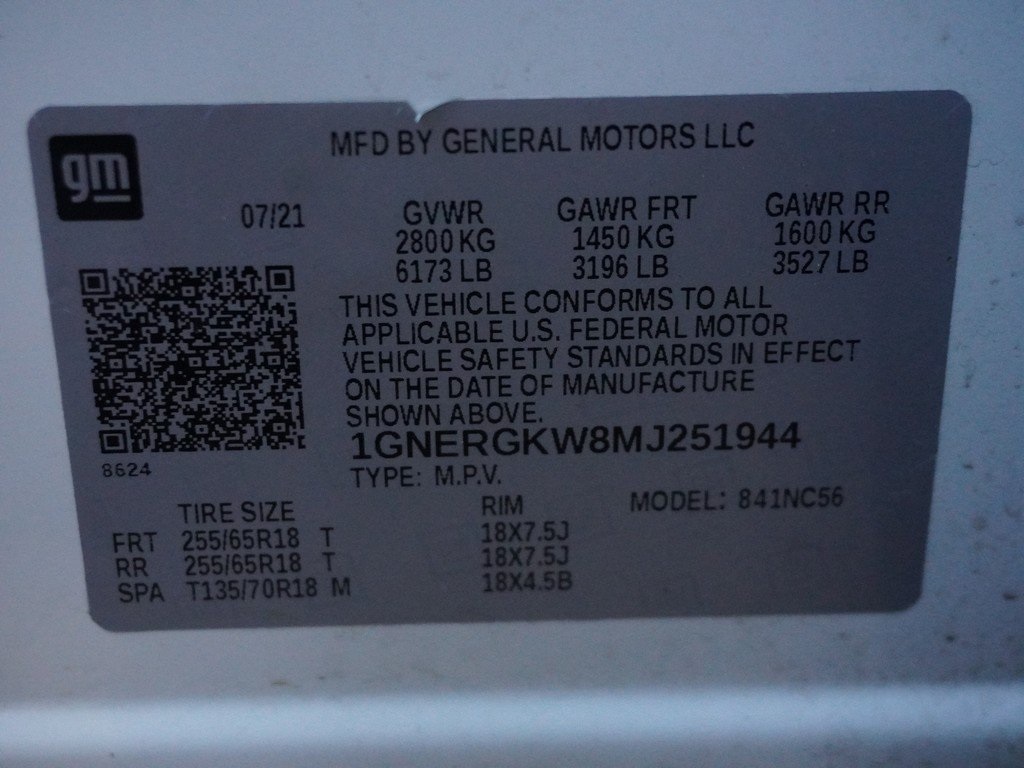 gm
MFD BY GENERAL MOTORS LLC
07/21 GVWR GAWR FRT GAWR RR
2800 KG 1450 KG 1600 KG
6173 LB 3196 LB 3527 LB
THIS VEHICLE CONFORMS TO ALL
APPLICABLE U.S. FEDERAL MOTOR
VEHICLE SAFETY STANDARDS IN EFFECT
ON THE DATE OF MANUFACTURE
SHOWN ABOVE.
1GNERGKW8MJ251944
8624
TYPE: M.P.V.
TIRE SIZE RIM MODEL: 841NC56
FRT 255/65R18 T 18X7.5J
RR 255/65R18 T 18X7.5J
SPA T135/70R18 M 18X4.5B